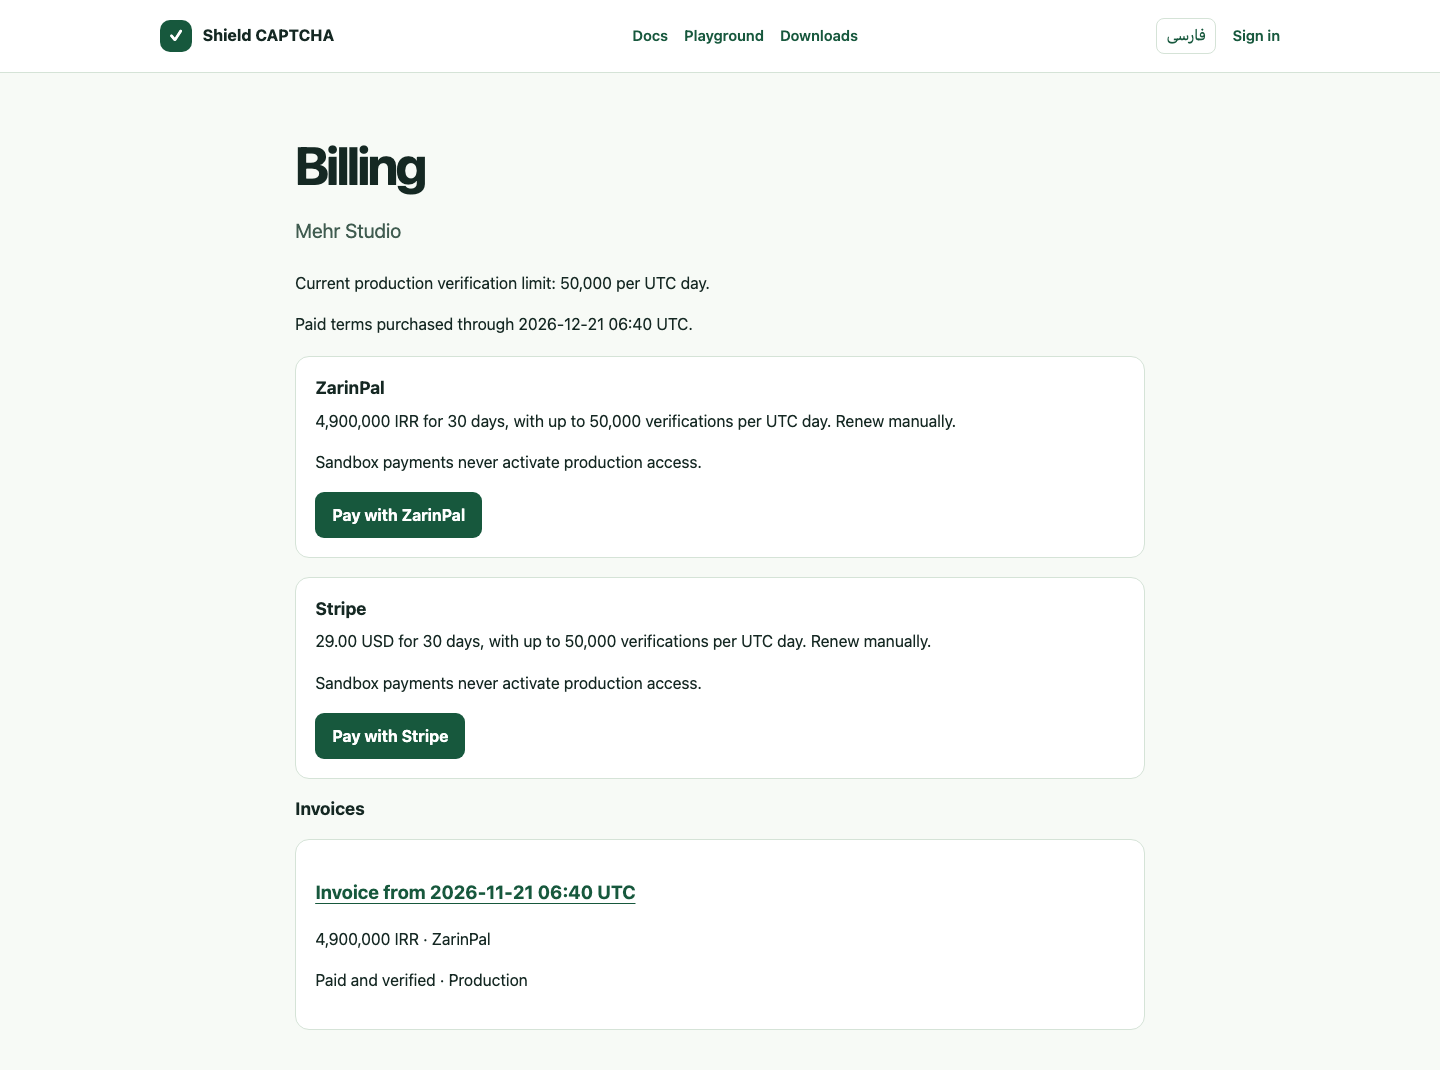 Shield CAPTCHA
Docs
Playground
Downloads
فارسی
Sign in
Billing
Mehr Studio
Current production verification limit: 50,000 per UTC day.
Paid terms purchased through 2026-12-21 06:40 UTC.
ZarinPal
4,900,000 IRR for 30 days, with up to 50,000 verifications per UTC day. Renew manually.
Sandbox payments never activate production access.
Pay with ZarinPal
Stripe
29.00 USD for 30 days, with up to 50,000 verifications per UTC day. Renew manually.
Sandbox payments never activate production access.
Pay with Stripe
Invoices
Invoice from 2026-11-21 06:40 UTC
4,900,000 IRR · ZarinPal
Paid and verified · Production